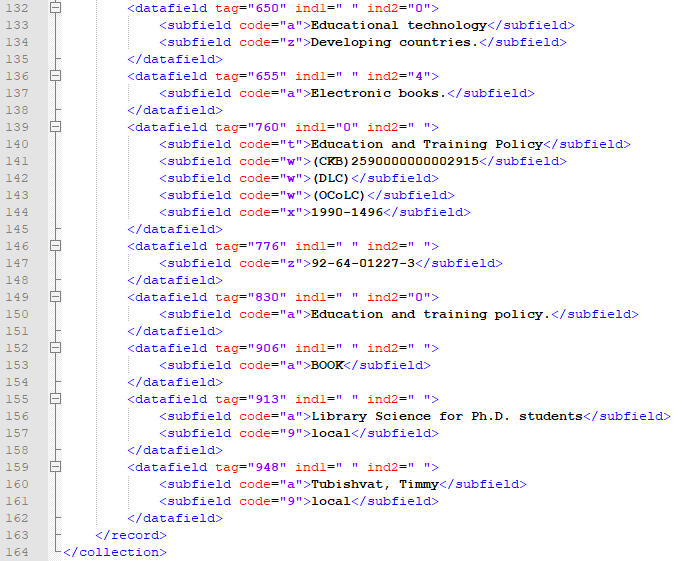 132 <datafield tag="650" ind1=" " ind2="0">
133 <subfield code="a">Educational technology</subfield>
134 <subfield code="z">Developing countries.</subfield>
135 </datafield>
136 <datafield tag="655" ind1=" " ind2="4">
137 <subfield code="a">Electronic books.</subfield>
138 </datafield>
139 <datafield tag="760" ind1="0" ind2=" ">
140 <subfield code="t">Education and Training Policy</subfield>
141 <subfield code="w">(CKB)2590000000002915</subfield>
142 <subfield code="w">(DLC)</subfield>
143 <subfield code="w">(OCoLC)</subfield>
144 <subfield code="x">1990-1496</subfield>
145 </datafield>
146 <datafield tag="776" ind1=" " ind2=" ">
147 <subfield code="z">92-64-01227-3</subfield>
148 </datafield>
149 <datafield tag="830" ind1=" " ind2="0">
150 <subfield code="a">Education and training policy.</subfield>
151 </datafield>
152 <datafield tag="906" ind1=" " ind2=" ">
153 <subfield code="a">BOOK</subfield>
154 </datafield>
155 <datafield tag="913" ind1=" " ind2=" ">
156 <subfield code="a">Library Science for Ph.D. students</subfield>
157 <subfield code="9">local</subfield>
158 </datafield>
159 <datafield tag="948" ind1=" " ind2=" ">
160 <subfield code="a">Tubishvat, Timmy</subfield>
161 <subfield code="9">local</subfield>
162 </datafield>
163 </record>
164 </collection>